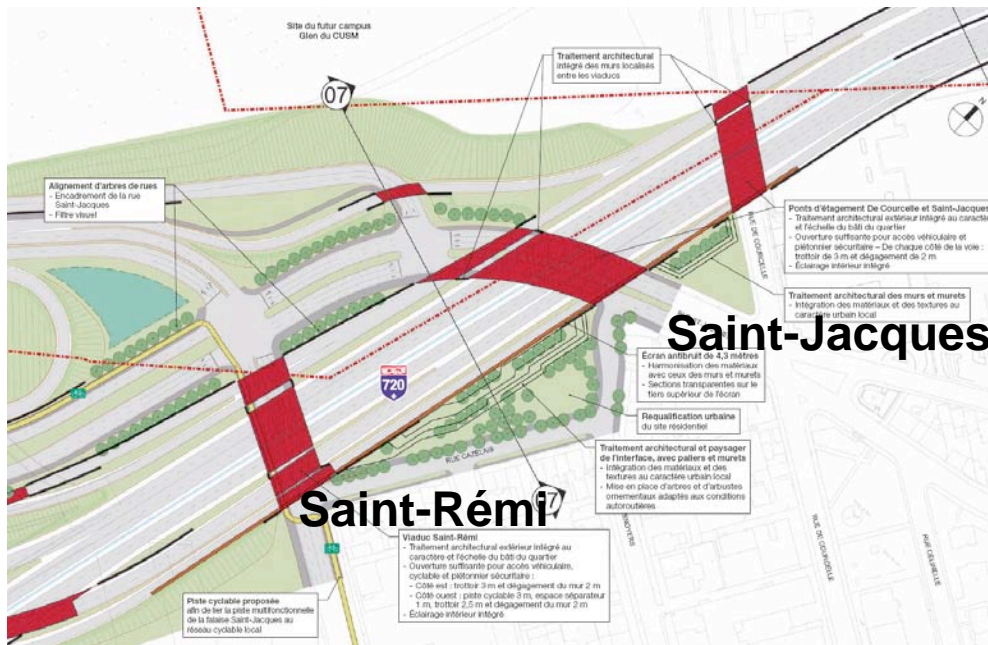 Site du futur campus
Glen du CUSM
07
Traitement architectural
intégré des murs localisés
entre les viaducs
N
Alignement d'arbres de rues
- Encadrement de la rue
Saint-Jacques
- Filtre visuel
Ponts d'étagement De Courcelle et Saint-Jacques
- Traitement architectural extérieur intégré au caractère
et l'échelle du bâti du quartier
- Ouverture suffisante pour accès véhiculaire et
piétonnier sécuritaire – De chaque côté de la voie :
trottoir de 3 m et dégagement de 2 m
- Éclairage intérieur intégré
RUE DE COURCELLE
Traitement architectural des murs et murets
- Intégration des matériaux et des textures au
caractère urbain local
Saint-Jacques
Écran antibruit de 4,3 mètres
- Harmonisation des matériaux
avec ceux des murs et murets
- Sections transparentes sur le
tiers supérieur de l'écran
720
Requalification urbaine
du site résidentiel
Traitement architectural et paysager
de l'interface, avec paliers et murets
- Intégration des matériaux et des
textures au caractère urbain local
- Mise en place d'arbres et d'arbustes
ornementaux adaptés aux conditions
autoroutières
RUE CAZELAIS
Saint-Rémi
Viaduc Saint-Rémi
- Traitement architectural extérieur intégré au
caractère et l'échelle du bâti du quartier
- Ouverture suffisante pour accès véhiculaire,
cyclable et piétonnier sécuritaire :
- Côté est : trottoir 3 m et dégagement du mur 2 m
- Côté ouest : piste cyclable 3 m, espace séparateur
1 m, trottoir 2,5 m et dégagement du mur 2 m
- Éclairage intérieur intégré
RUE DE COURCELLE
Piste cyclable proposée
afin de lier la piste multifonctionnelle
de la falaise Saint-Jacques au
réseau cyclable local